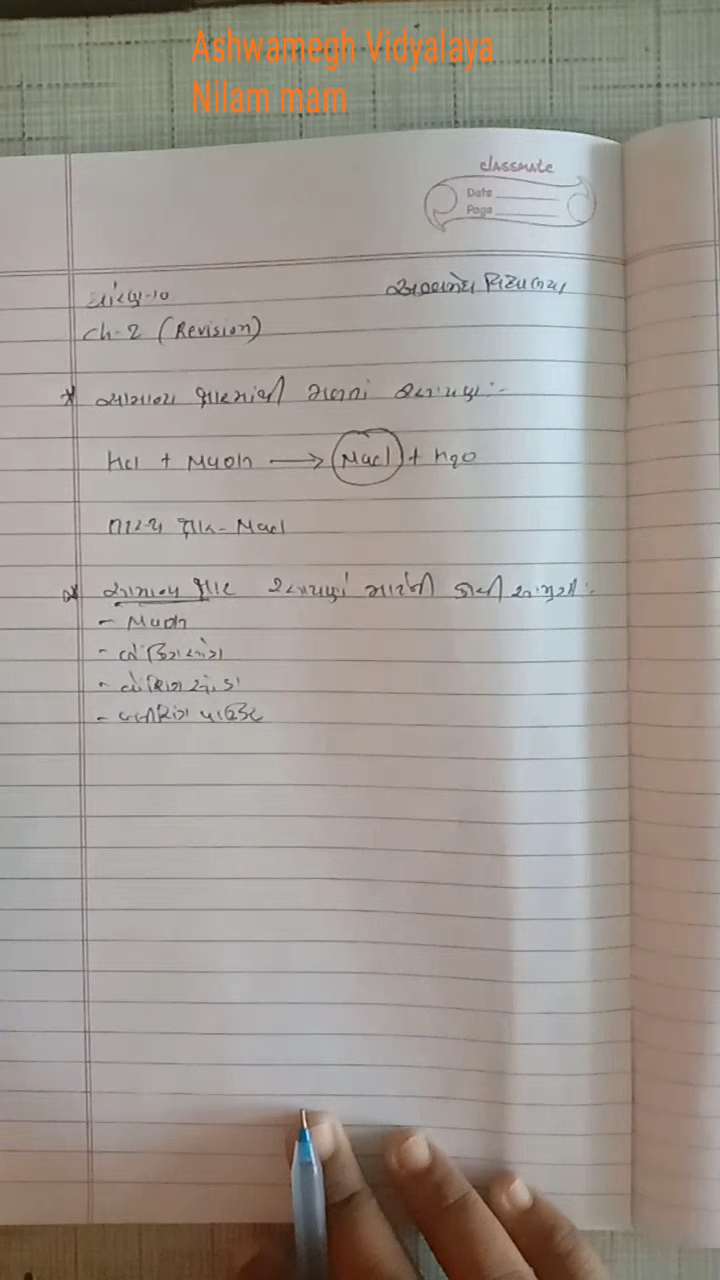 Ashwamegh Vidyalaya
Nilam mam
classmate
Date
Page
ધોરણ-૧૦
અશ્વમેઘ વિદ્યાલય
Ch-2 (Revision)
* સામાન્ય ક્ષારમાંથી મળતાં રસાયણ :-
HCl + NaOH → NaCl + H2O
ક્ષાર - NaCl
* સામાન્ય ક્ષાર રસાયણો માટેની કાચી સામગ્રી :-
- NaOH
- બેકિંગ સોડા
- વોશિંગ સોડા
- બ્લીચિંગ પાઉડર